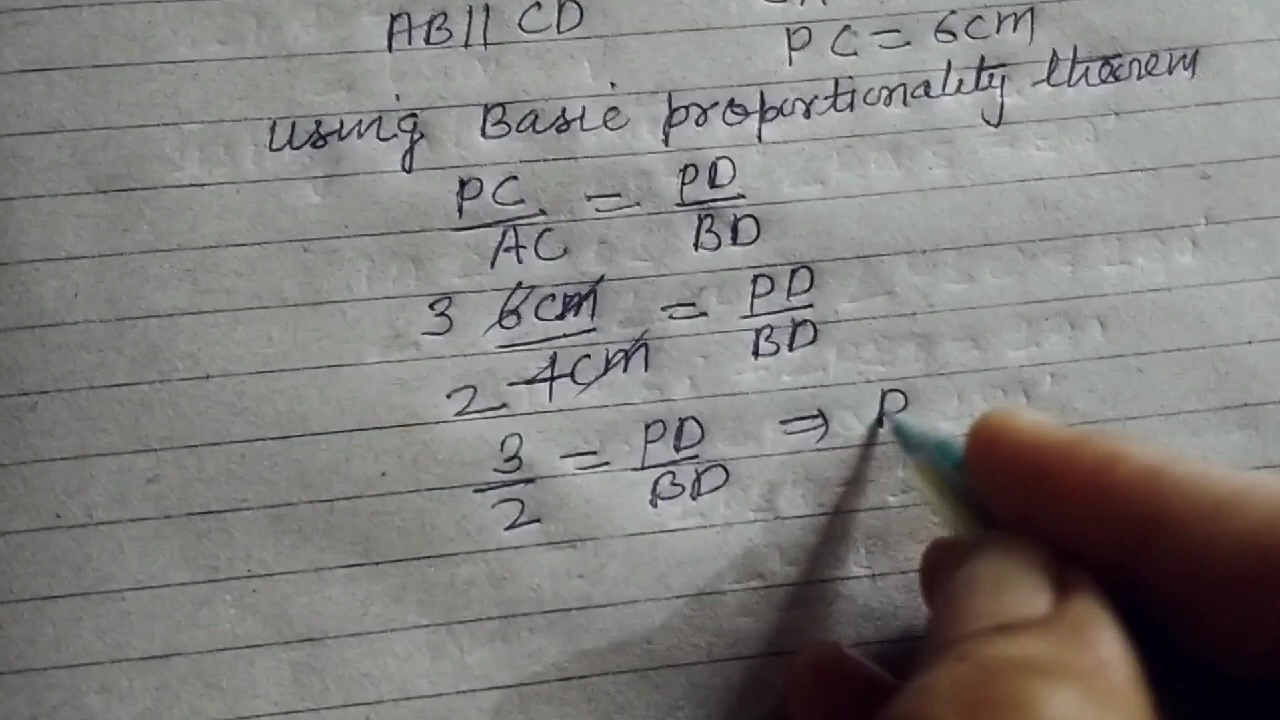 AB || CD
PC = 6cm
using Basic proportionality theorem
PC/AC = PD/BD
3 6cm/4cm 2 = PD/BD
3/2 = PD/BD ⇒ P